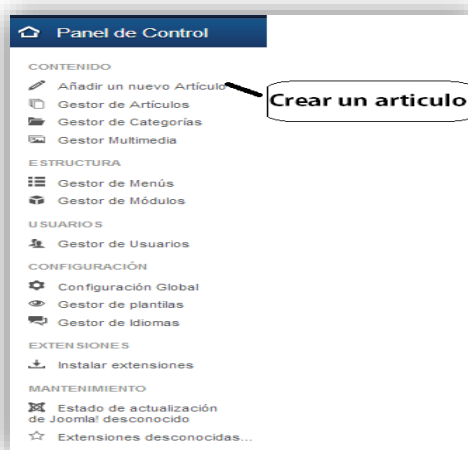 Panel de Control
CONTENIDO
Añadir un nuevo Artículo
Crear un articulo
Gestor de Artículos
Gestor de Categorías
Gestor Multimedia
ESTRUCTURA
Gestor de Menús
Gestor de Módulos
USUARIOS
Gestor de Usuarios
CONFIGURACIÓN
Configuración Global
Gestor de plantilas
Gestor de Idiomas
EXTENSIONES
Instalar extensiones
MANTENIMIENTO
Estado de actualización
de Joomla! desconocido
Extensiones desconocidas...